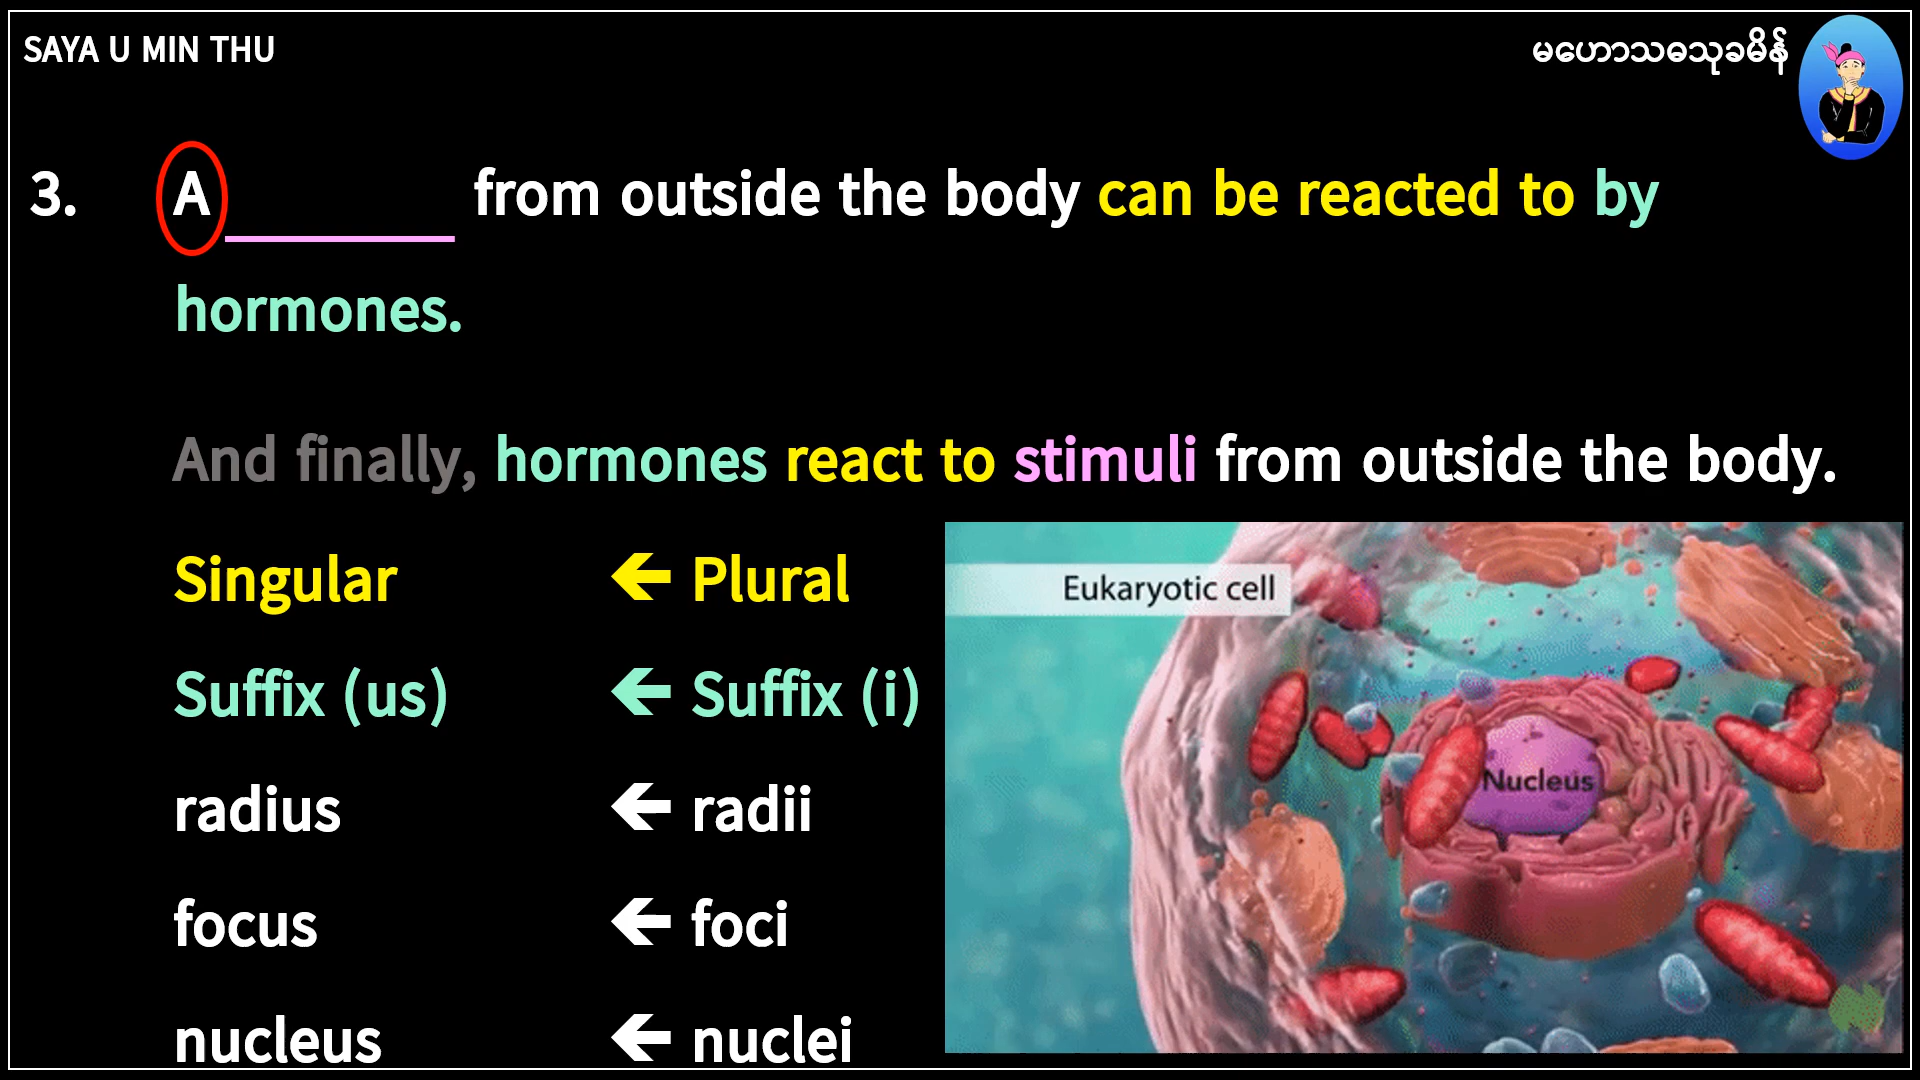 SAYA U MIN THU
မဟောသဓသုခမိန်
3. A_______ from outside the body can be reacted to by
hormones.
And finally, hormones react to stimuli from outside the body.
Singular ← Plural
Suffix (us) ← Suffix (i)
radius ← radii
focus ← foci
nucleus ← nuclei
Eukaryotic cell
Nucleus